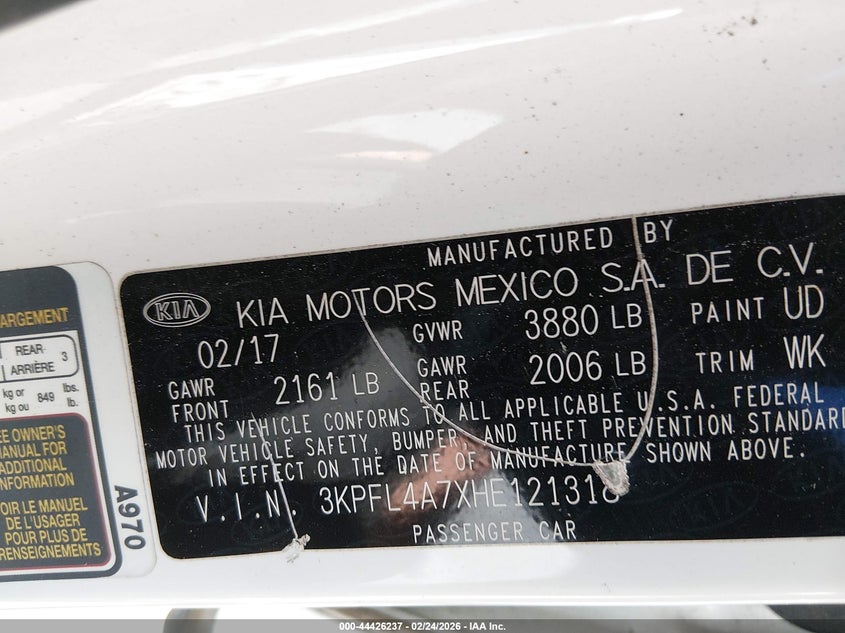 MANUFACTURED BY
KIA KIA MOTORS MEXICO S.A. DE C.V.
02/17 GVWR 3880 LB PAINT UD
GAWR FRONT 2161 LB GAWR REAR 2006 LB TRIM WK
THIS VEHICLE CONFORMS TO ALL APPLICABLE U.S.A. FEDERAL
MOTOR VEHICLE SAFETY, BUMPER, AND THEFT PREVENTION STANDARD
IN EFFECT ON THE DATE OF MANUFACTURE SHOWN ABOVE.
V.I.N. 3KPFL4A7XHE121318
PASSENGER CAR
ARGEMENT
REAR
ARRIÈRE 3
kg or lbs.
kg ou 849 lb.
EE OWNER'S
MANUAL FOR
ADDITIONAL
NFORMATION
OIR LE MANUEL
DE L'USAGER
POUR PLUS DE
RENSEIGNEMENTS
A970
000-44426237 - 02/24/2026 - IAA Inc.